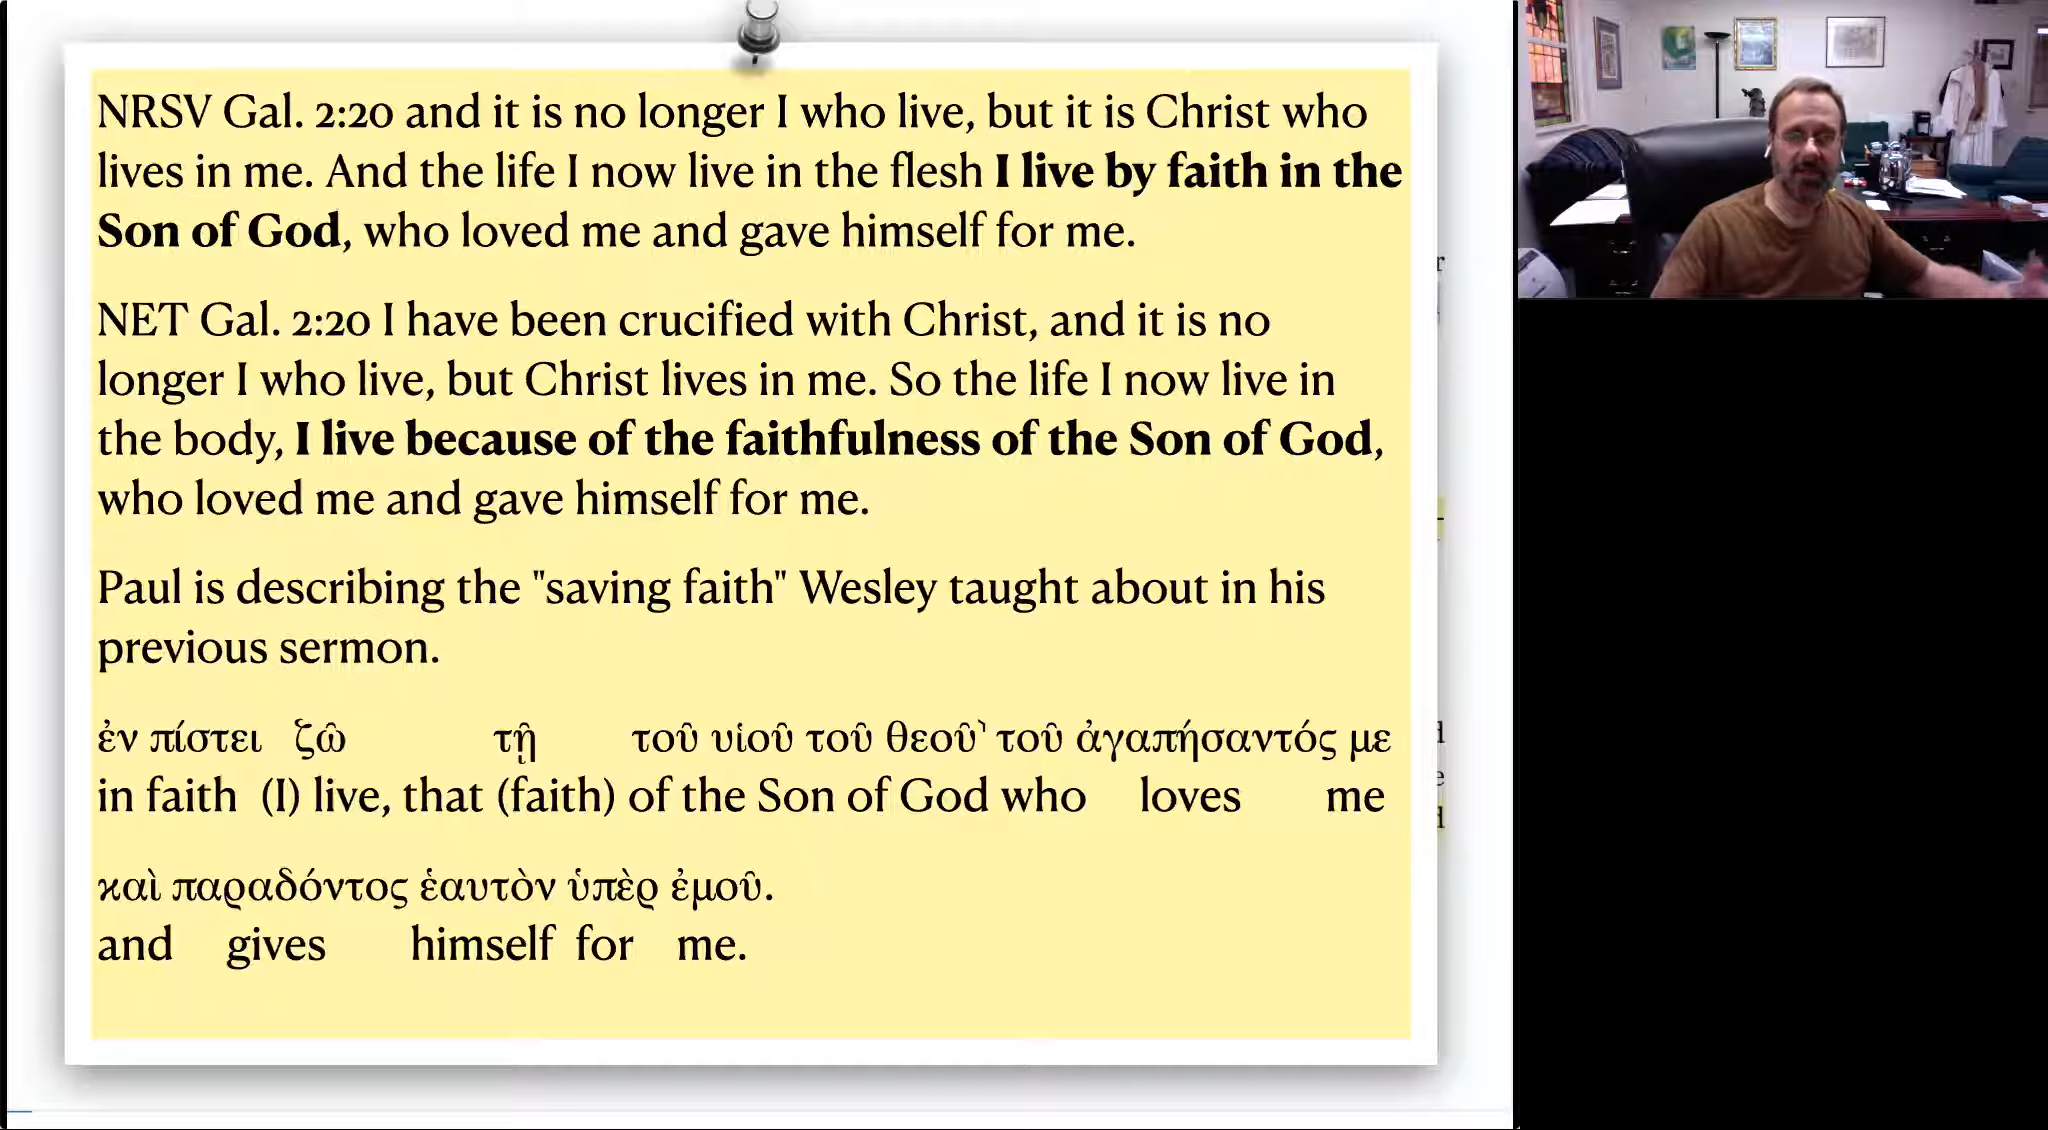 NRSV Gal. 2:20 and it is no longer I who live, but it is Christ who
lives in me. And the life I now live in the flesh I live by faith in the
Son of God, who loved me and gave himself for me.
NET Gal. 2:20 I have been crucified with Christ, and it is no
longer I who live, but Christ lives in me. So the life I now live in
the body, I live because of the faithfulness of the Son of God,
who loved me and gave himself for me.
Paul is describing the "saving faith" Wesley taught about in his
previous sermon.
ἐν πίστει ζῶ τῇ τοῦ υἱοῦ τοῦ θεοῦ` τοῦ ἀγαπήσαντός με
in faith (I) live, that (faith) of the Son of God who loves me
καὶ παραδόντος ἑαυτὸν ὑπὲρ ἐμοῦ.
and gives himself for me.